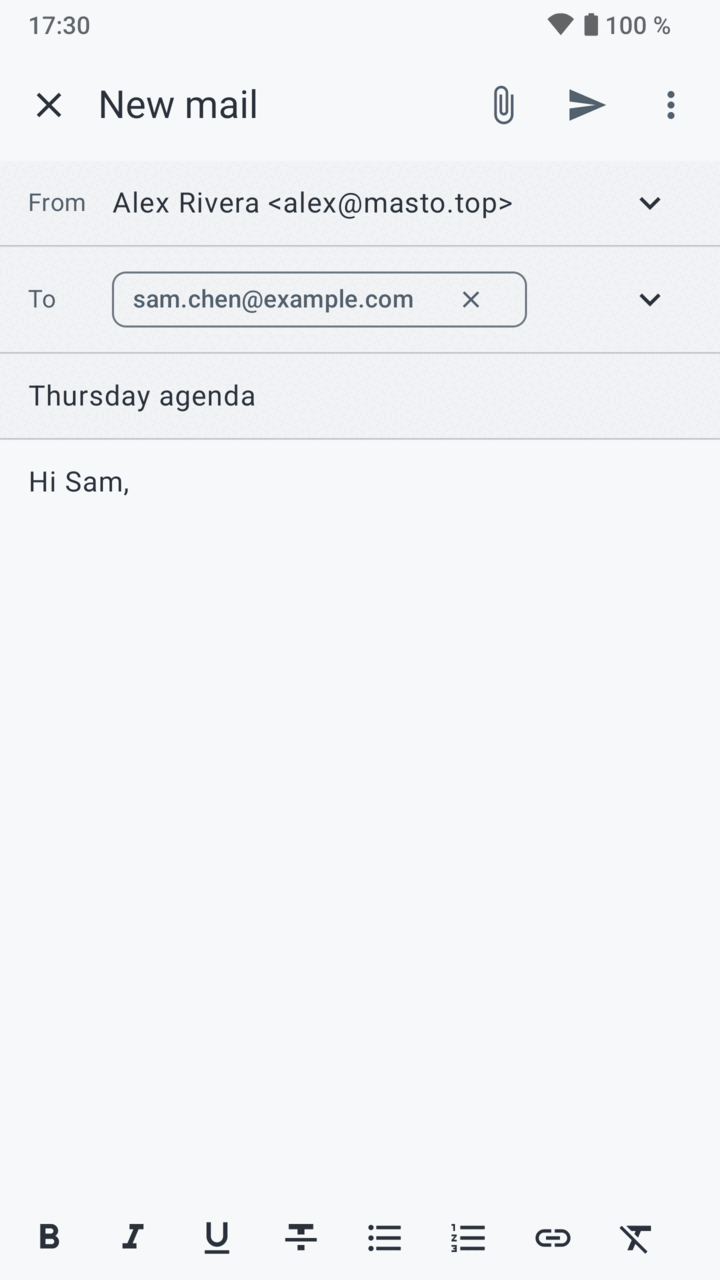 17:30 100 %
New mail
From Alex Rivera <alex@masto.top>
To sam.chen@example.com
Thursday agenda
Hi Sam,